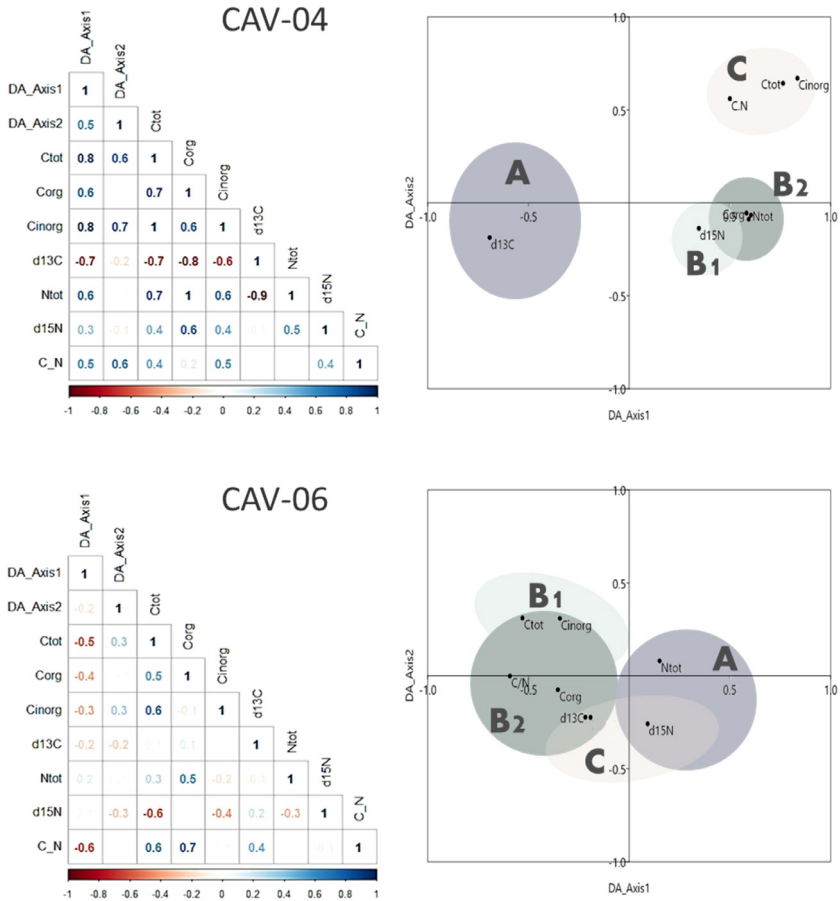 CAV-04
DA_Axis1
DA_Axis2
Ctot
Corg
Cinorg
d13C
Ntot
d15N
C_N
DA_Axis1 1
DA_Axis2 0.5 1
Ctot 0.8 0.6 1
Corg 0.6 0.7 1
Cinorg 0.8 0.7 1 0.6 1
d13C -0.7 -0.2 -0.7 -0.8 -0.6 1
Ntot 0.6 0.7 1 0.6 -0.9 1
d15N 0.3 -0.1 0.4 0.6 0.4 0.5 1
C_N 0.5 0.6 0.4 0.2 0.5 0.4 1
-1 -0.8 -0.6 -0.4 -0.2 0 0.2 0.4 0.6 0.8 1
1.0
C
Ctot Cinorg
C.N
0.5
A
B2
DA_Axis2
-1.0 -0.5 1.0
Ntot
d15N
d13C
B1
-0.5
-1.0
DA_Axis1
CAV-06
DA_Axis1
DA_Axis2
Ctot
Corg
Cinorg
d13C
Ntot
d15N
C_N
DA_Axis1 1
DA_Axis2 -0.2 1
Ctot -0.5 0.3 1
Corg -0.4 0.5 1
Cinorg -0.3 0.3 0.6 -0.1 1
d13C -0.2 -0.2 0.1 0.1 1
Ntot 0.2 0.3 0.5 -0.2 1
d15N -0.3 -0.6 -0.4 0.2 -0.3 1
C_N -0.6 0.6 0.7 0.4 1
-1 -0.8 -0.6 -0.4 -0.2 0 0.2 0.4 0.6 0.8 1
1.0
0.5
B1
Ctot Cinorg
A
Ntot
DA_Axis2
C/N
-1.0 -0.5 0.5 1.0
Corg
B2
d13C
d15N
C
-0.5
-1.0
DA_Axis1